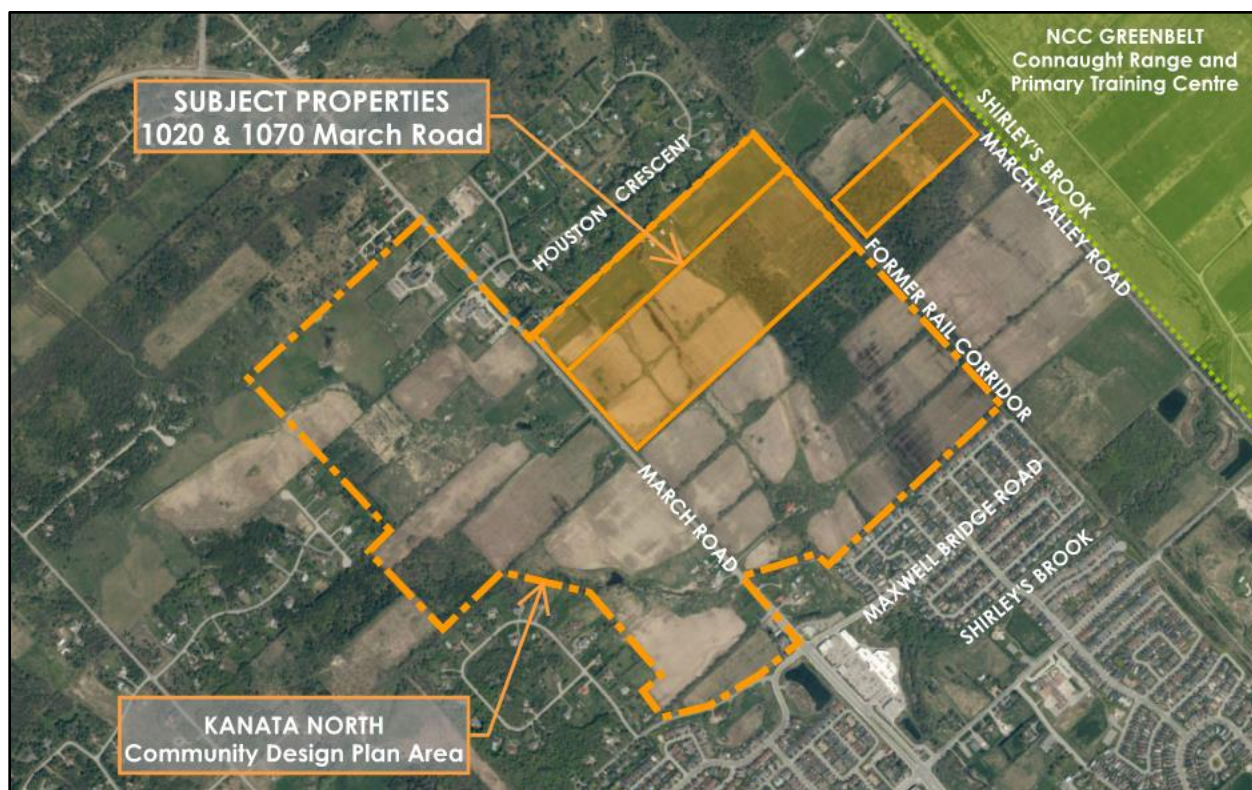 NCC GREENBELT
Connaught Range and
Primary Training Centre
SUBJECT PROPERTIES
1020 & 1070 March Road
SHIRLEY'S BROOK
MARCH VALLEY ROAD
HOUSTON CRESCENT
FORMER RAIL CORRIDOR
MARCH ROAD
MAXWELL BRIDGE ROAD
SHIRLEY'S BROOK
KANATA NORTH
Community Design Plan Area